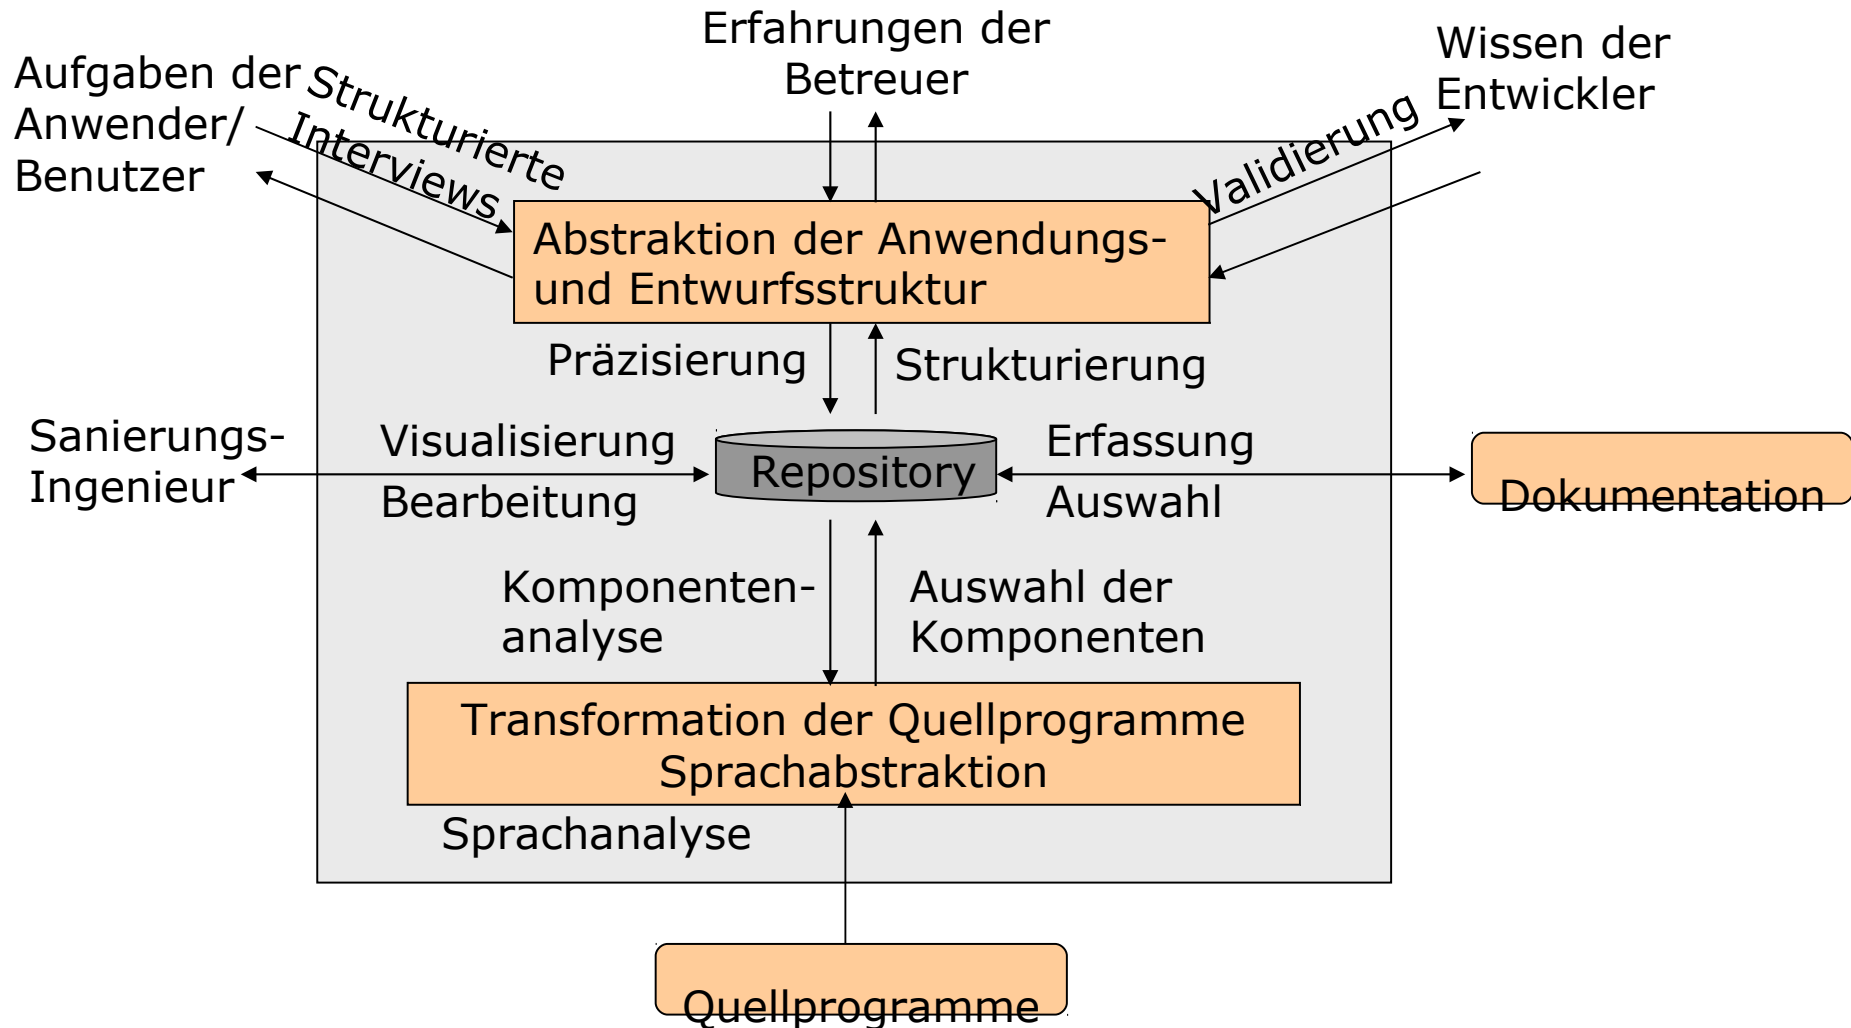 Erfahrungen der
Betreuer
Wissen der
Entwickler
Aufgaben der
Anwender/
Benutzer
Strukturierte
Interviews
Validierung
Abstraktion der Anwendungs-
und Entwurfsstruktur
Präzisierung
Strukturierung
Sanierungs-
Ingenieur
Visualisierung
Bearbeitung
Repository
Erfassung
Auswahl
Dokumentation
Komponenten-
analyse
Auswahl der
Komponenten
Transformation der Quellprogramme
Sprachabstraktion
Sprachanalyse
Quellprogramme